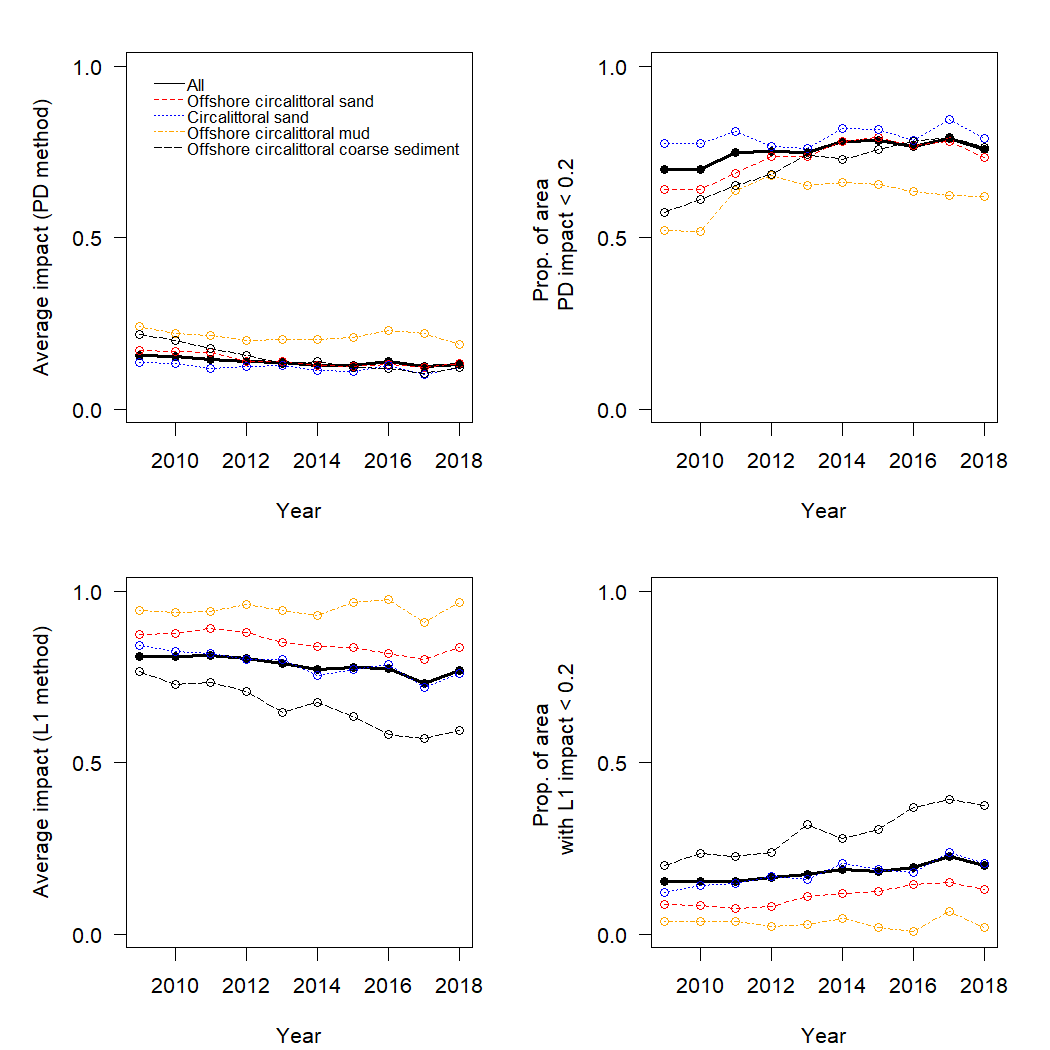 Average impact (PD method)
1.0
0.5
0.0
All
Offshore circalittoral sand
Circalittoral sand
Offshore circalittoral mud
Offshore circalittoral coarse sediment
2010 2012 2014 2016 2018
Year
Prop. of area
PD impact < 0.2
1.0
0.5
0.0
2010 2012 2014 2016 2018
Year
Average impact (L1 method)
1.0
0.5
0.0
2010 2012 2014 2016 2018
Year
Prop. of area
with L1 impact < 0.2
1.0
0.5
0.0
2010 2012 2014 2016 2018
Year